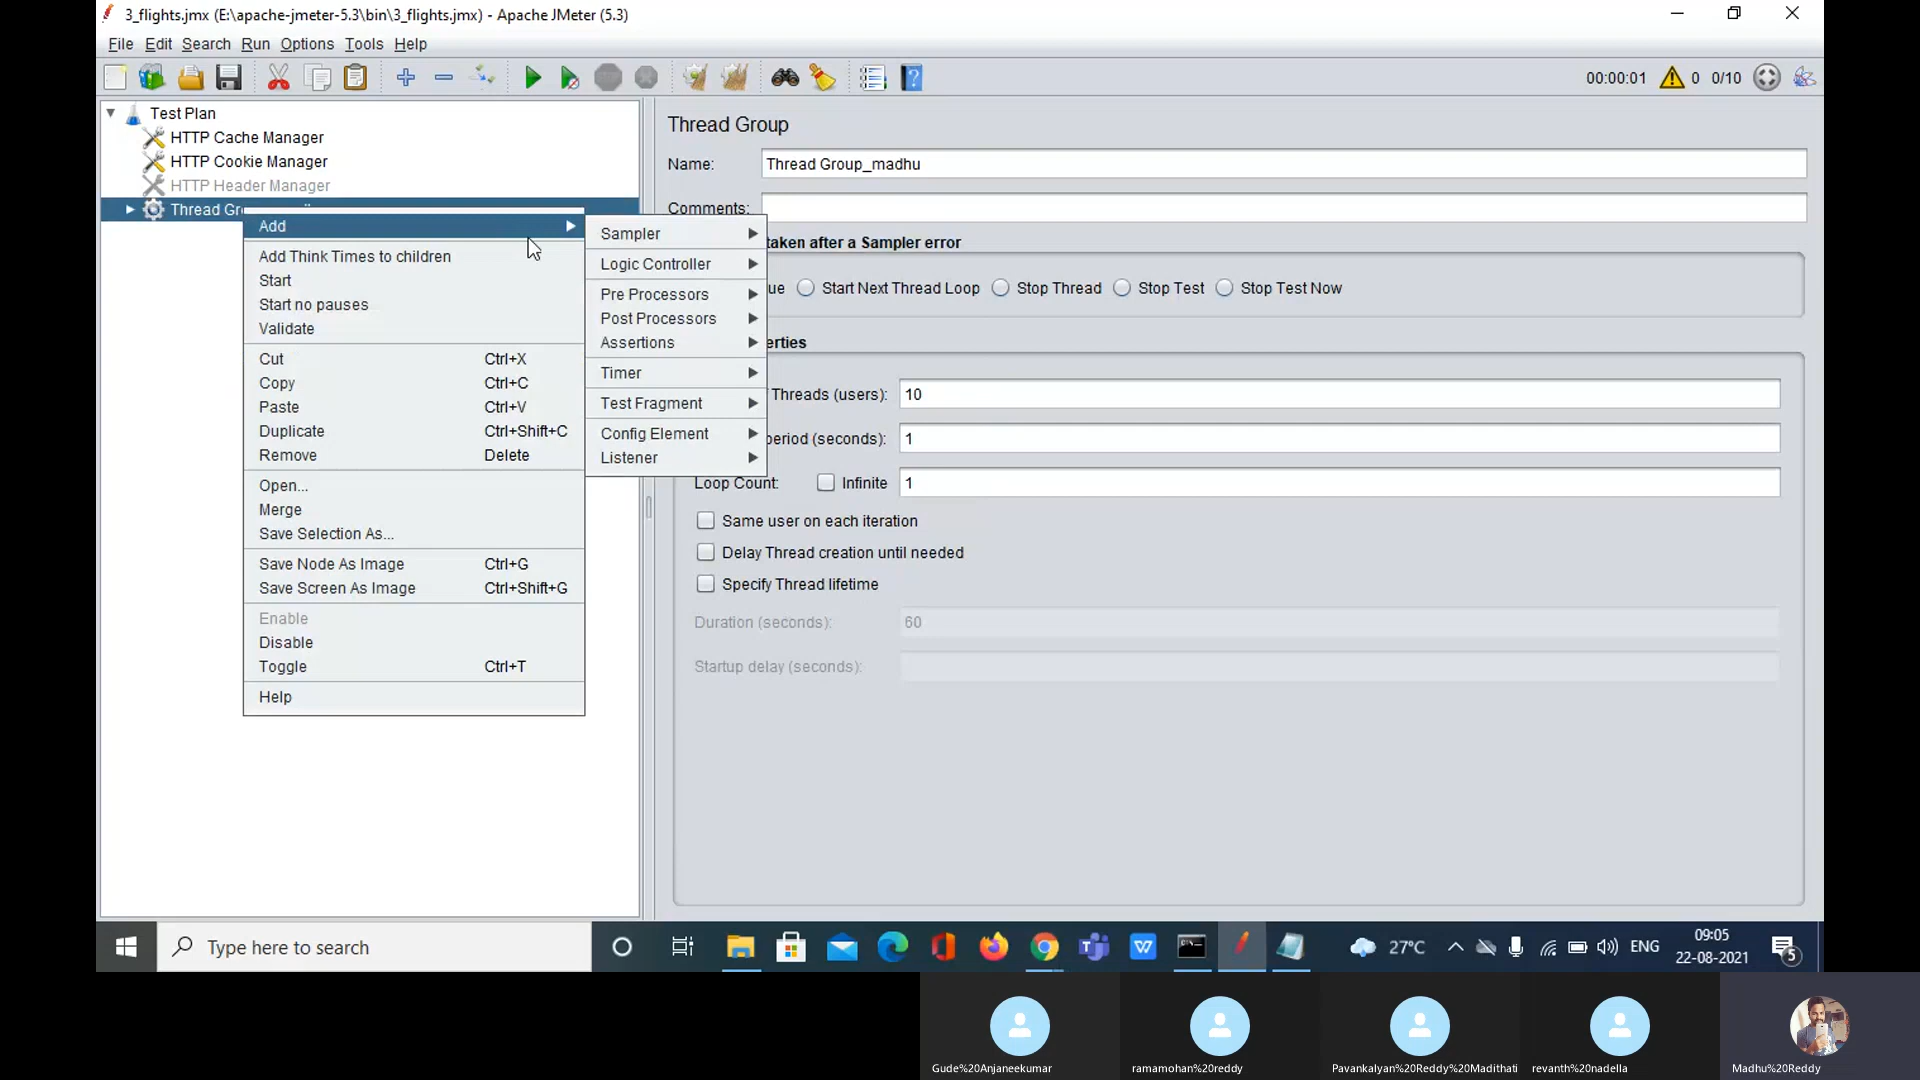 3_flights.jmx (E:\apache-jmeter-5.3\bin\3_flights.jmx) - Apache JMeter (5.3)
File Edit Search Run Options Tools Help
00:00:01 0 0/10
Test Plan
HTTP Cache Manager
HTTP Cookie Manager
HTTP Header Manager
Thread Gr
Add
Add Think Times to children
Start
Start no pauses
Validate
Cut Ctrl+X
Copy Ctrl+C
Paste Ctrl+V
Duplicate Ctrl+Shift+C
Remove Delete
Open...
Merge
Save Selection As...
Save Node As Image Ctrl+G
Save Screen As Image Ctrl+Shift+G
Enable
Disable
Toggle Ctrl+T
Help
Sampler
Logic Controller
Pre Processors
Post Processors
Assertions
Timer
Test Fragment
Config Element
Listener
Thread Group
Name: Thread Group_madhu
Comments:
taken after a Sampler error
ue Start Next Thread Loop Stop Thread Stop Test Stop Test Now
erties
Threads (users): 10
period (seconds): 1
Loop Count: Infinite 1
Same user on each iteration
Delay Thread creation until needed
Specify Thread lifetime
Duration (seconds): 60
Startup delay (seconds):
Type here to search
27°C ENG
09:05
22-08-2021
5
Gude%20Anjaneekumar
ramamohan%20reddy
Pavankalyan%20Reddy%20Madithati
revanth%20nadella
Madhu%20Reddy